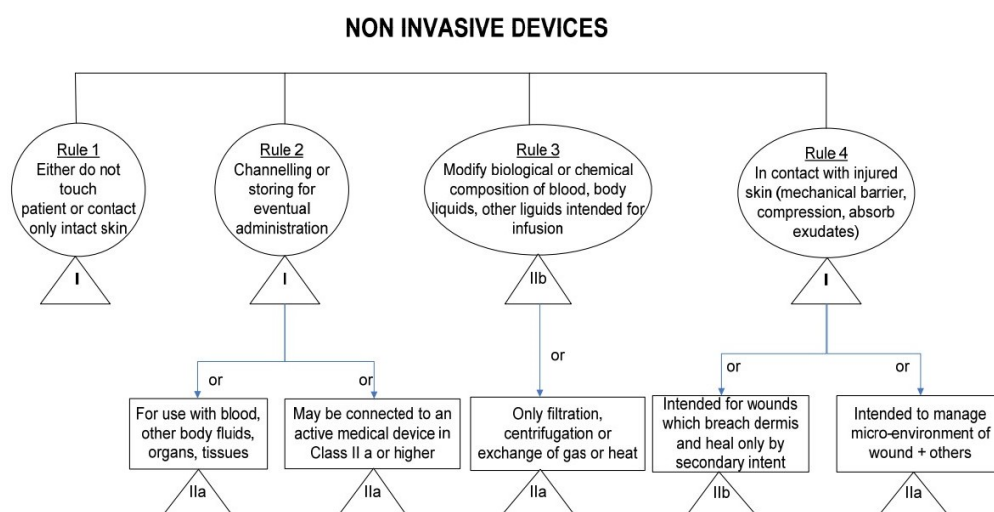 NON INVASIVE DEVICES
Rule 1
Either do not
touch
patient or contact
only intact skin
I
Rule 2
Channelling or
storing for
eventual
administration
I
Rule 3
Modify biological or chemical
composition of blood, body
liquids, other liguids intended for
infusion
IIb
Rule 4
In contact with injured
skin (mechanical barrier,
compression, absorb
exudates)
I
or
For use with blood,
other body fluids,
organs, tissues
IIa
or
May be connected to an
active medical device in
Class II a or higher
IIa
or
Only filtration,
centrifugation or
exchange of gas or heat
IIa
or
Intended for wounds
which breach dermis
and heal only by
secondary intent
IIb
or
Intended to manage
micro-environment of
wound + others
IIa